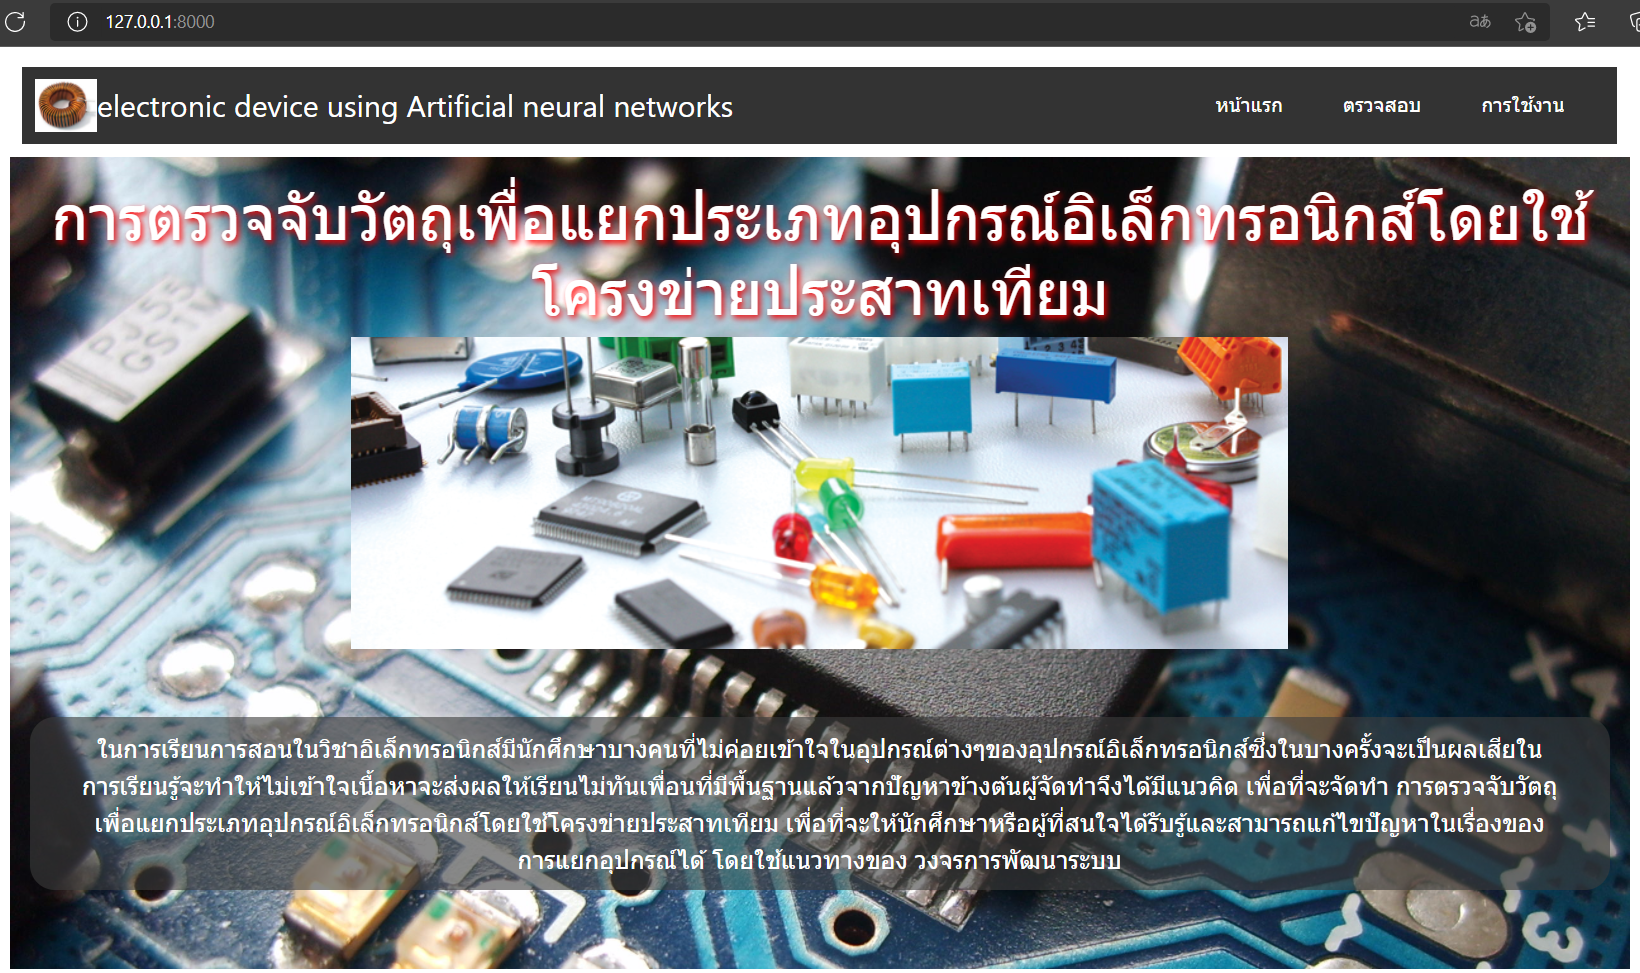 127.0.0.1:8000
aあ
electronic device using Artificial neural networks
หน้าแรก
ตรวจสอบ
การใช้งาน
การตรวจจับวัตถุเพื่อแยกประเภทอุปกรณ์อิเล็กทรอนิกส์โดยใช้
โครงข่ายประสาทเทียม
ในการเรียนการสอนในวิชาอิเล็กทรอนิกส์มีนักศึกษาบางคนที่ไม่ค่อยเข้าใจในอุปกรณ์ต่างๆของอุปกรณ์อิเล็กทรอนิกส์ซึ่งในบางครั้งจะเป็นผลเสียใน
การเรียนรู้จะทำให้ไม่เข้าใจเนื้อหาจะส่งผลให้เรียนไม่ทันเพื่อนที่มีพื้นฐานแล้วจากปัญหาข้างต้นผู้จัดทำจึงได้มีแนวคิด เพื่อที่จะจัดทำ การตรวจจับวัตถุ
เพื่อแยกประเภทอุปกรณ์อิเล็กทรอนิกส์โดยใช้โครงข่ายประสาทเทียม เพื่อที่จะให้นักศึกษาหรือผู้ที่สนใจได้รับรู้และสามารถแก้ไขปัญหาในเรื่องของ
การแยกอุปกรณ์ได้ โดยใช้แนวทางของ วงจรการพัฒนาระบบ